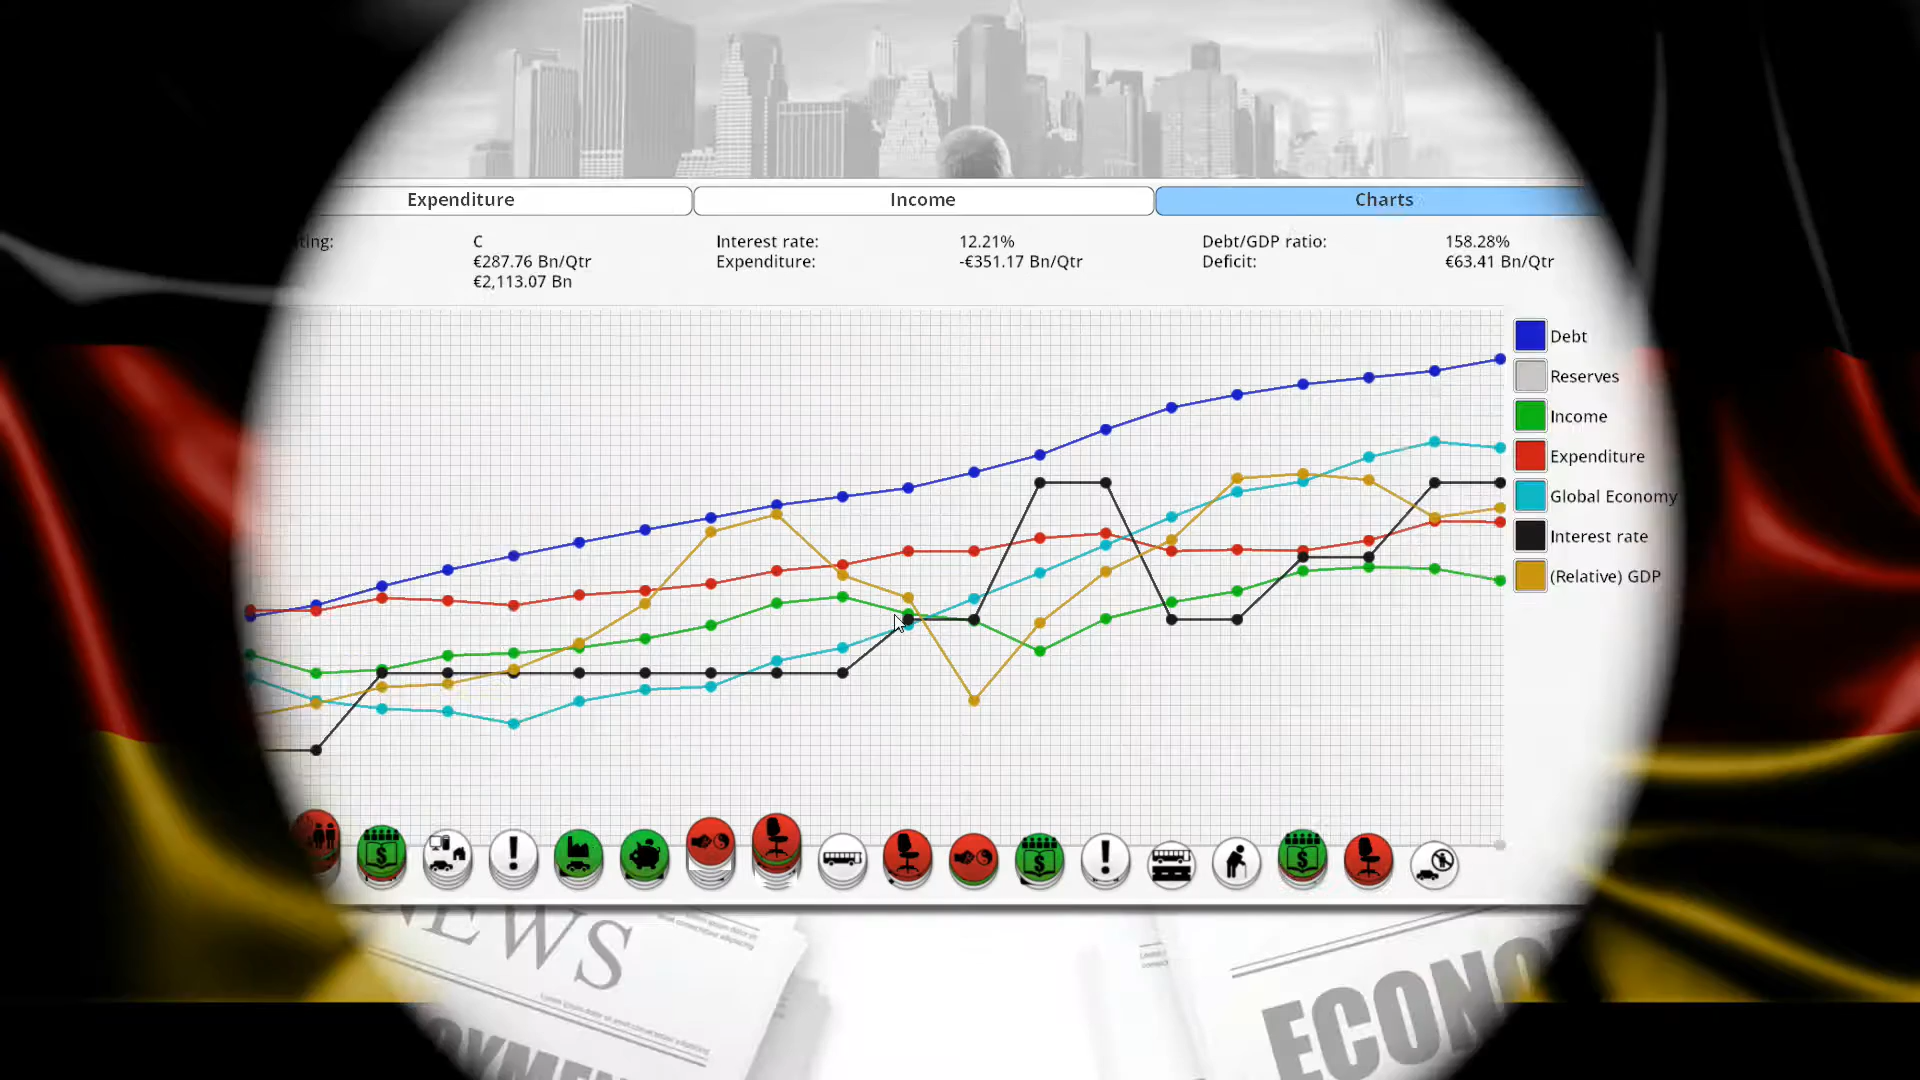 Expenditure
Income
Charts
ting:
C
Interest rate:
12.21%
Debt/GDP ratio:
158.28%
€287.76 Bn/Qtr
Expenditure:
-€351.17 Bn/Qtr
Deficit:
€63.41 Bn/Qtr
€2,113.07 Bn
Debt
Reserves
Income
Expenditure
Global Economy
Interest rate
(Relative) GDP
NEWS
ECONO
OYMEN